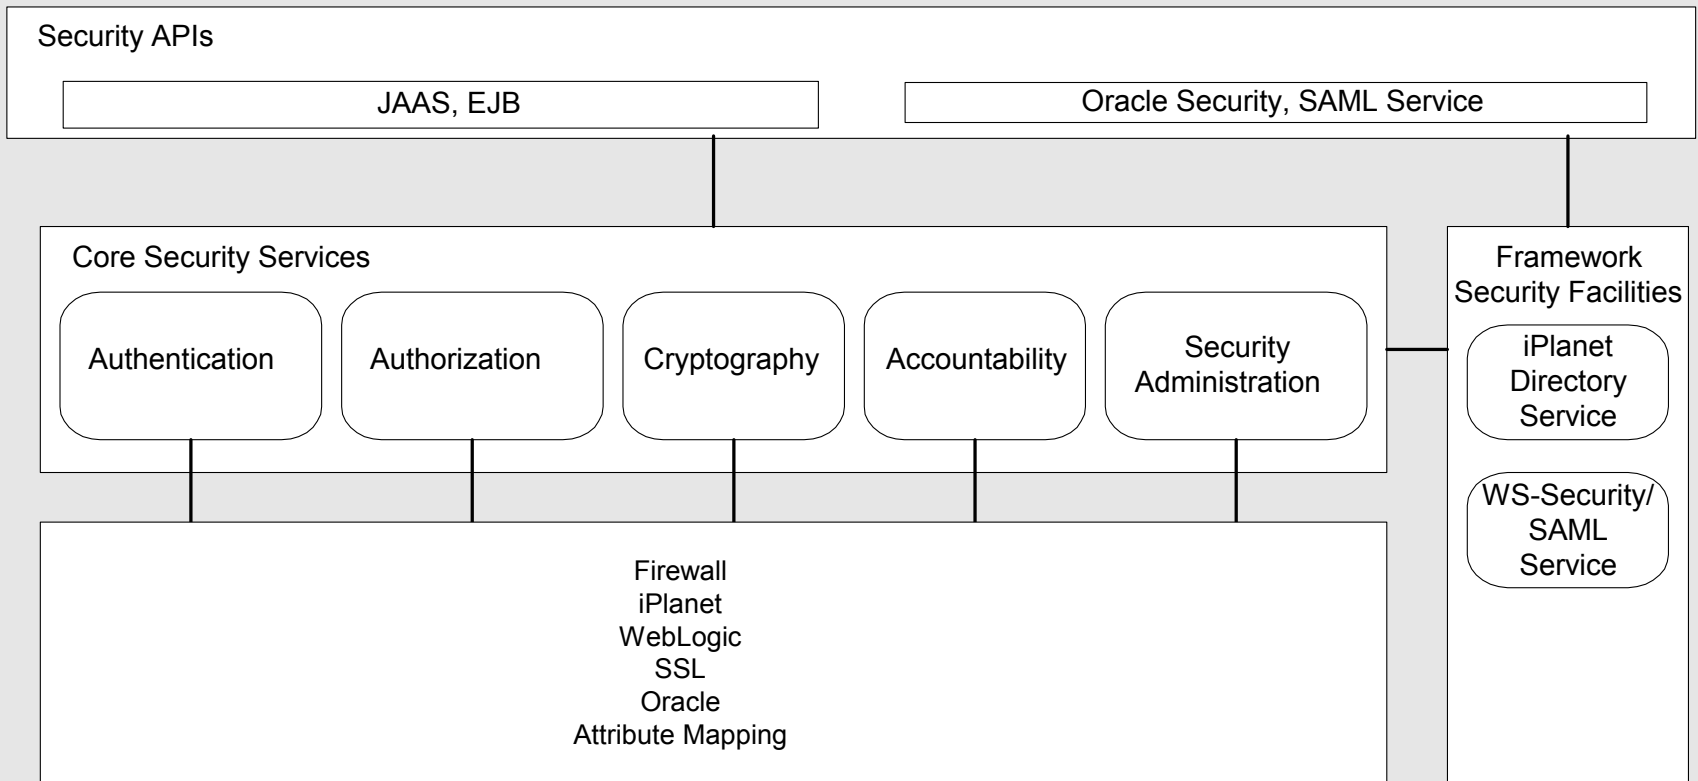 Security APIs
JAAS, EJB
Oracle Security, SAML Service
Core Security Services
Authentication
Authorization
Cryptography
Accountability
Security
Administration
Framework
Security Facilities
iPlanet
Directory
Service
WS-Security/
SAML
Service
Firewall
iPlanet
WebLogic
SSL
Oracle
Attribute Mapping